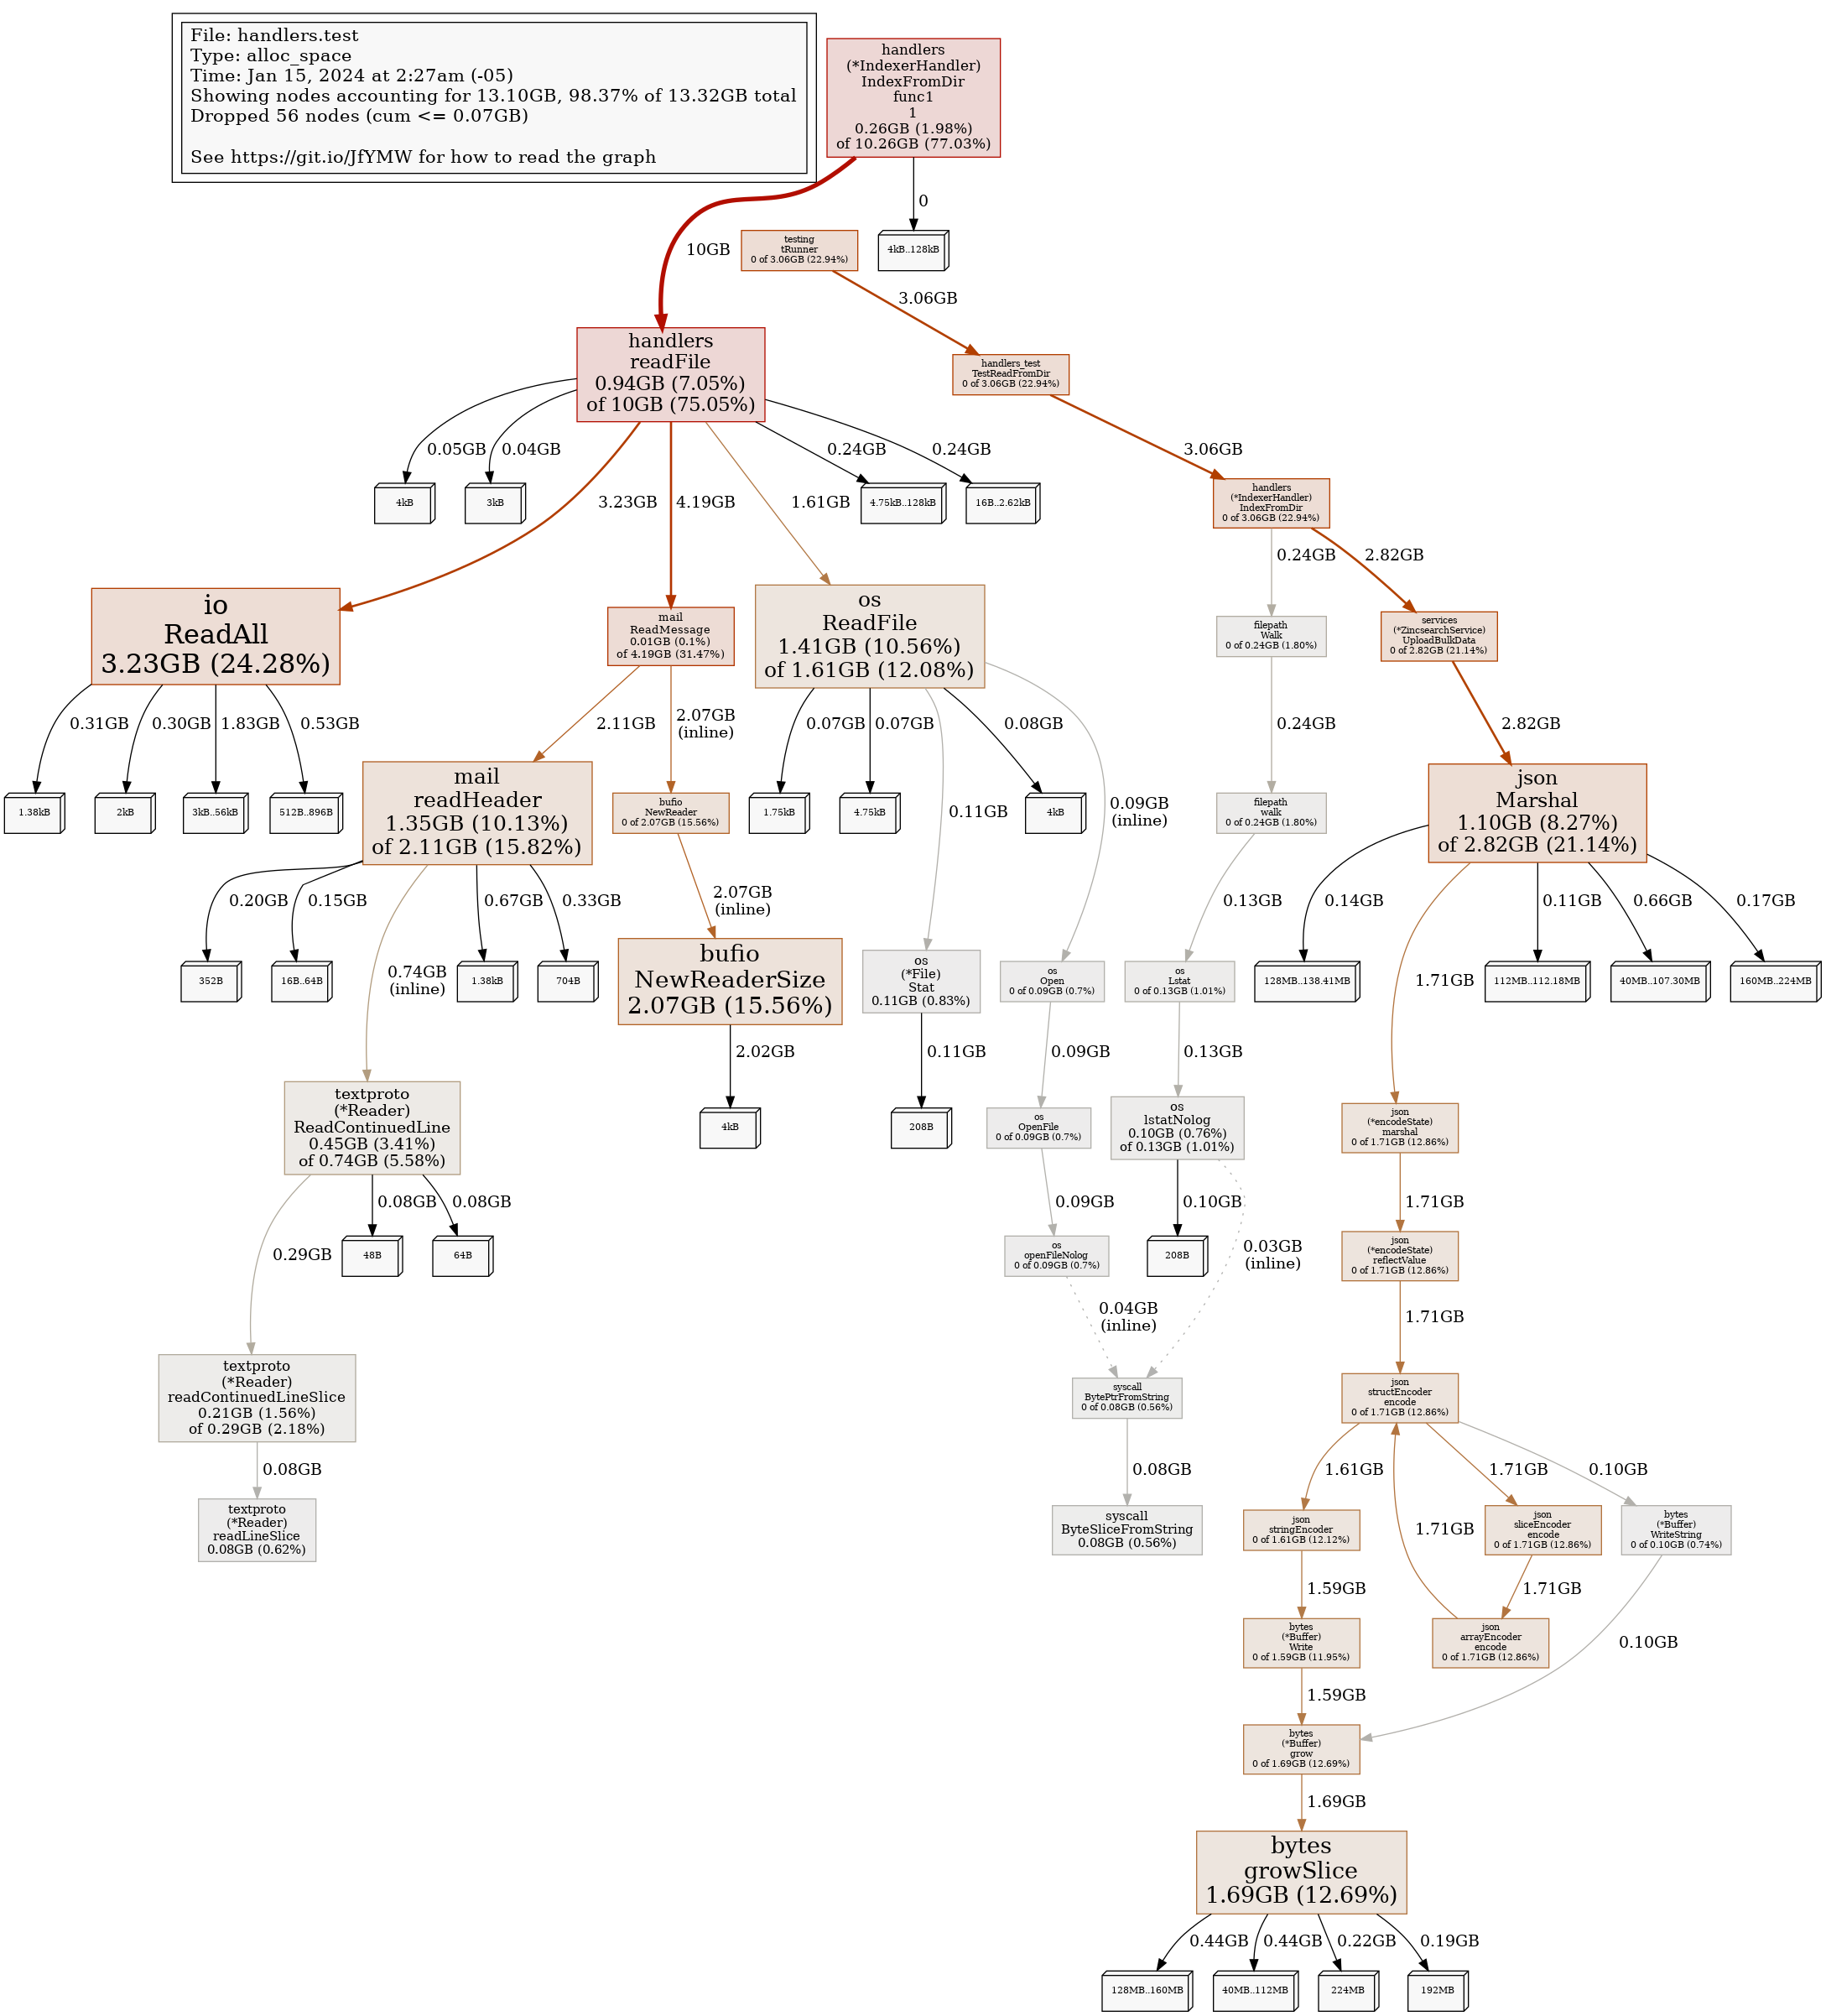 File: handlers.test
Type: alloc_space
Time: Jan 15, 2024 at 2:27am (-05)
Showing nodes accounting for 13.10GB, 98.37% of 13.32GB total
Dropped 56 nodes (cum <= 0.07GB)
See https://git.io/JfYMW for how to read the graph
handlers
(*IndexerHandler)
IndexFromDir
func1
1
0.26GB (1.98%)
of 10.26GB (77.03%)
0
10GB
testing
tRunner
0 of 3.06GB (22.94%)
4kB..128kB
3.06GB
handlers
readFile
0.94GB (7.05%)
of 10GB (75.05%)
handlers_test
TestReadFromDir
0 of 3.06GB (22.94%)
0.05GB
0.04GB
0.24GB
0.24GB
3.06GB
4kB
3kB
3.23GB
4.19GB
1.61GB
4.75kB..128kB
16B..2.62kB
handlers
(*IndexerHandler)
IndexFromDir
0 of 3.06GB (22.94%)
0.24GB
2.82GB
io
ReadAll
3.23GB (24.28%)
mail
ReadMessage
0.01GB (0.1%)
of 4.19GB (31.47%)
os
ReadFile
1.41GB (10.56%)
of 1.61GB (12.08%)
filepath
Walk
0 of 0.24GB (1.80%)
services
(*ZincsearchService)
UploadBulkData
0 of 2.82GB (21.14%)
0.31GB
0.30GB
1.83GB
0.53GB
2.11GB
2.07GB
(inline)
0.07GB
0.07GB
0.11GB
0.08GB
0.09GB
(inline)
0.24GB
2.82GB
1.38kB
2kB
3kB..56kB
512B..896B
mail
readHeader
1.35GB (10.13%)
of 2.11GB (15.82%)
bufio
NewReader
0 of 2.07GB (15.56%)
1.75kB
4.75kB
4kB
filepath
walk
0 of 0.24GB (1.80%)
json
Marshal
1.10GB (8.27%)
of 2.82GB (21.14%)
0.20GB
0.15GB
0.74GB
(inline)
0.67GB
0.33GB
2.07GB
(inline)
0.13GB
0.14GB
1.71GB
0.11GB
0.66GB
0.17GB
352B
16B..64B
1.38kB
704B
bufio
NewReaderSize
2.07GB (15.56%)
os
(*File)
Stat
0.11GB (0.83%)
os
Open
0 of 0.09GB (0.7%)
os
Lstat
0 of 0.13GB (1.01%)
128MB..138.41MB
112MB..112.18MB
40MB..107.30MB
160MB..224MB
2.02GB
0.11GB
0.09GB
0.13GB
textproto
(*Reader)
ReadContinuedLine
0.45GB (3.41%)
of 0.74GB (5.58%)
4kB
208B
os
OpenFile
0 of 0.09GB (0.7%)
os
lstatNolog
0.10GB (0.76%)
of 0.13GB (1.01%)
json
(*encodeState)
marshal
0 of 1.71GB (12.86%)
0.29GB
0.08GB
0.08GB
0.09GB
0.10GB
0.03GB
(inline)
1.71GB
48B
64B
os
openFileNolog
0 of 0.09GB (0.7%)
208B
json
(*encodeState)
reflectValue
0 of 1.71GB (12.86%)
0.04GB
(inline)
1.71GB
textproto
(*Reader)
readContinuedLineSlice
0.21GB (1.56%)
of 0.29GB (2.18%)
syscall
BytePtrFromString
0 of 0.08GB (0.56%)
json
structEncoder
encode
0 of 1.71GB (12.86%)
0.08GB
0.08GB
1.61GB
1.71GB
0.10GB
textproto
(*Reader)
readLineSlice
0.08GB (0.62%)
syscall
ByteSliceFromString
0.08GB (0.56%)
json
stringEncoder
0 of 1.61GB (12.12%)
1.71GB
json
sliceEncoder
encode
0 of 1.71GB (12.86%)
bytes
(*Buffer)
WriteString
0 of 0.10GB (0.74%)
1.59GB
1.71GB
bytes
(*Buffer)
Write
0 of 1.59GB (11.95%)
json
arrayEncoder
encode
0 of 1.71GB (12.86%)
0.10GB
1.59GB
bytes
(*Buffer)
grow
0 of 1.69GB (12.69%)
1.69GB
bytes
growSlice
1.69GB (12.69%)
0.44GB
0.44GB
0.22GB
0.19GB
128MB..160MB
40MB..112MB
224MB
192MB